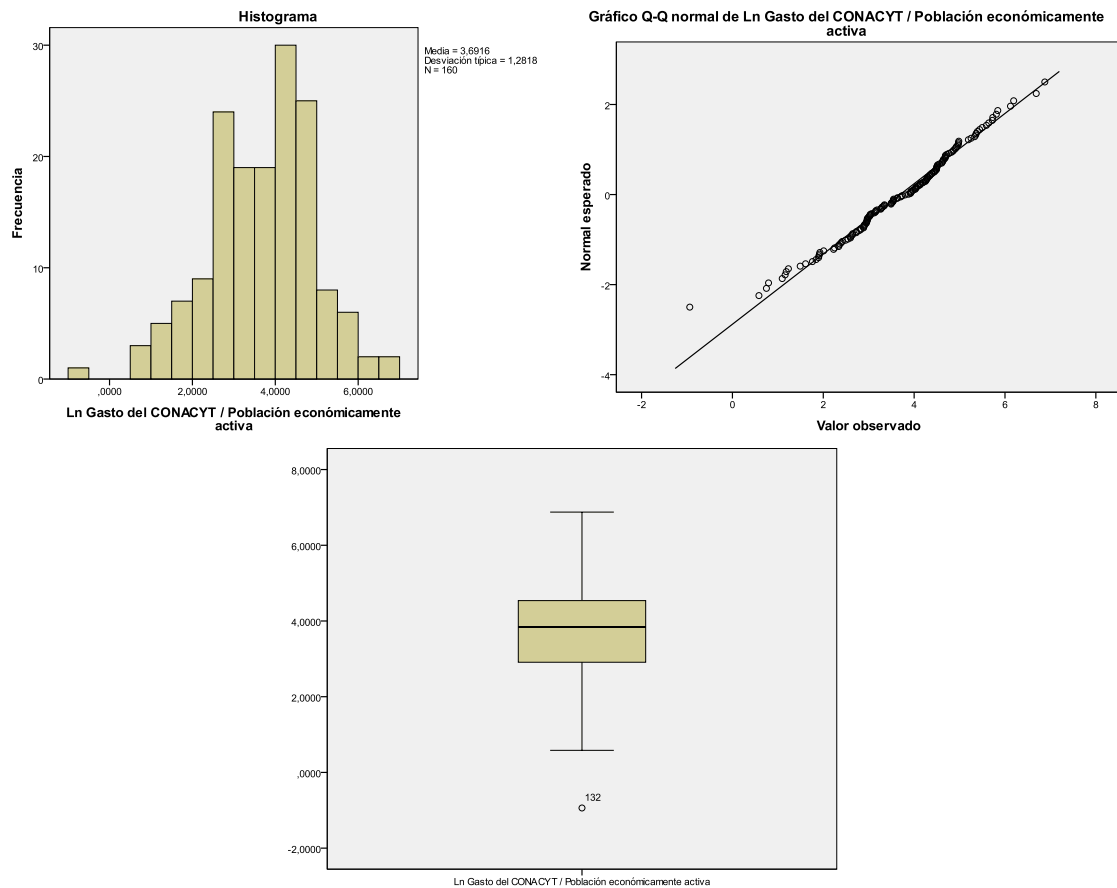 Histograma
Media = 3,6916
Desviación típica = 1,2818
N = 160
Frecuencia
30
20
10
0
,0000
2,0000
4,0000
6,0000
Ln Gasto del CONACYT / Población económicamente
activa
Gráfico Q-Q normal de Ln Gasto del CONACYT / Población económicamente
activa
Normal esperado
2
0
-2
-4
-2
0
2
4
6
8
Valor observado
8,0000
6,0000
4,0000
2,0000
,0000
-2,0000
132
Ln Gasto del CONACYT / Población económicamente activa